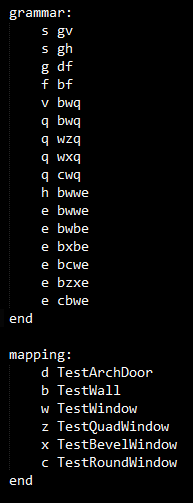 grammar:
s gv
s gh
g df
f bf
v bwq
q bwq
q wzq
q wxq
q cwq
h bwwe
e bwwe
e bwbe
e bxbe
e bcwe
e bzxe
e cbwe
end

mapping:
d TestArchDoor
b TestWall
w TestWindow
z TestQuadWindow
x TestBevelWindow
c TestRoundWindow
end